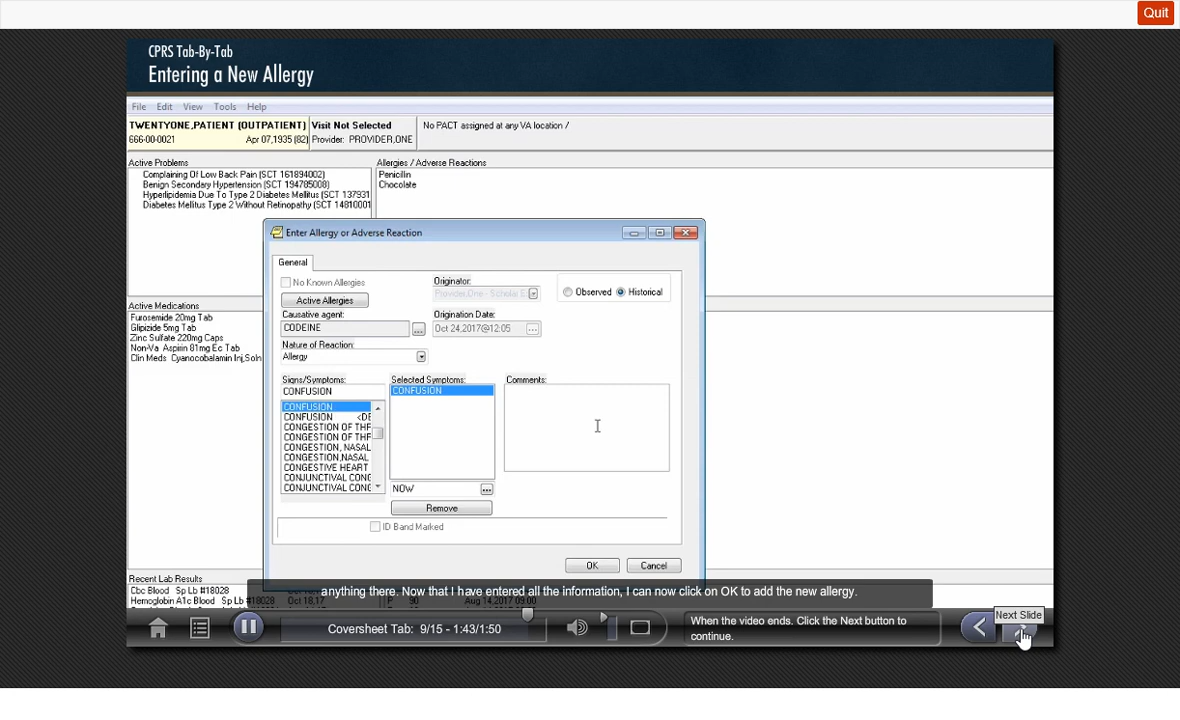 Quit
CPRS Tab-By-Tab
Entering a New Allergy
File Edit View Tools Help
TWENTYONE,PATIENT (OUTPATIENT) Visit Not Selected No PACT assigned at any VA location /
666-00-0021 Apr 07,1935 (82) Provider: PROVIDER,ONE
Active Problems
Complaining Of Low Back Pain (SCT 161894002)
Benign Secondary Hypertension (SCT 194785008)
Hyperlipidemia Due To Type 2 Diabetes Mellitus (SCT 137931
Diabetes Mellitus Type 2 Without Retinopathy (SCT 14810001
Allergies / Adverse Reactions
Penicillin
Chocolate
Enter Allergy or Adverse Reaction
General
No Known Allergies
Active Allergies
Originator:
Observed Historical
Causative agent:
CODEINE ...
Origination Date:
Oct 24,2017@12:05 ...
Nature of Reaction:
Allergy
Signs/Symptoms:
CONFUSION
CONFUSION
CONFUSION <DE
CONGESTION OF THF
CONGESTION OF THF
CONGESTION, NASAL
CONGESTION,NASAL
CONGESTIVE HEART
CONJUNCTIVAL CONG
CONJUNCTIVAL CONG
Selected Symptoms:
CONFUSION
NOW ...
Remove
Comments:
ID Band Marked
OK Cancel
Active Medications
Furosemide 20mg Tab
Glipizide 5mg Tab
Zinc Sulfate 220mg Caps
Non-Va Aspirin 81mg Ec Tab
Clin Meds Cyanocobalamin Inj,Soln
Recent Lab Results
Cbc Blood Sp Lb #18028
Hemoglobin A1c Blood Sp Lb #18028 Oct 18,17 P 90 Aug 14,2017 09:00
anything there. Now that I have entered all the information, I can now click on OK to add the new allergy.
Coversheet Tab: 9/15 - 1:43/1:50
When the video ends. Click the Next button to
continue.
Next Slide